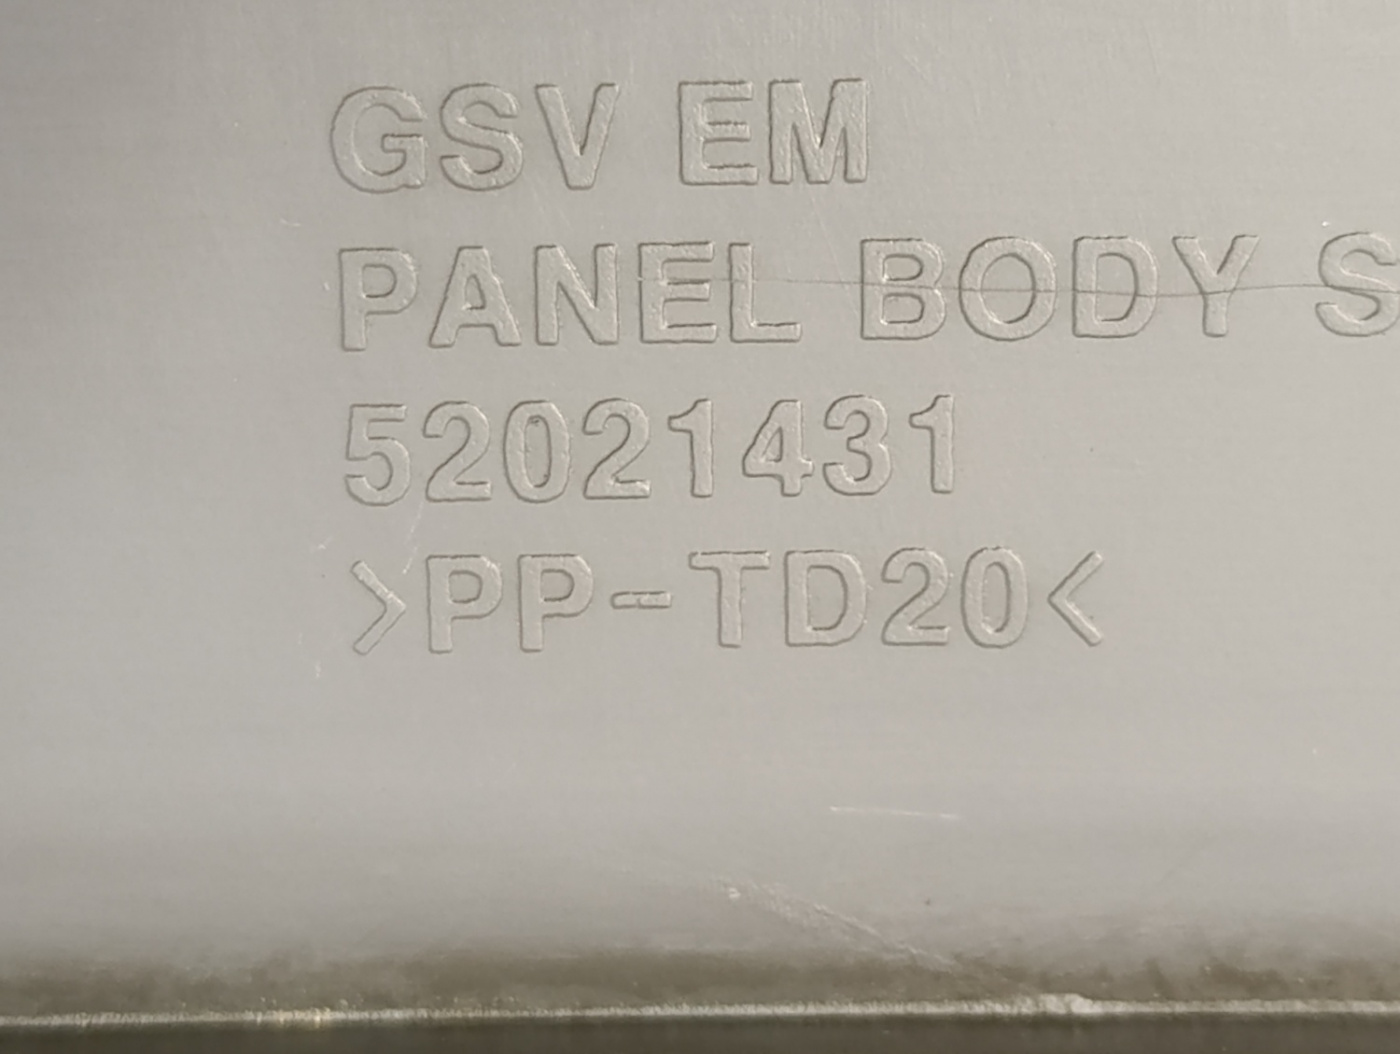 GSV EM
PANEL BODY
52021431
>PP-TD20<